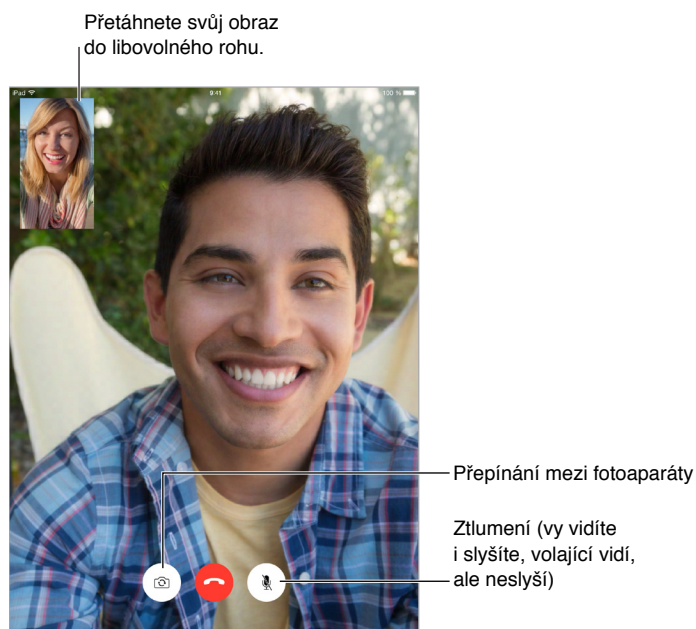 Přetáhnete svůj obraz
do libovolného rohu.
iPad 9:41 100 %
Přepínání mezi fotoaparáty
Ztlumení (vy vidíte
i slyšíte, volající vidí,
ale neslyší)